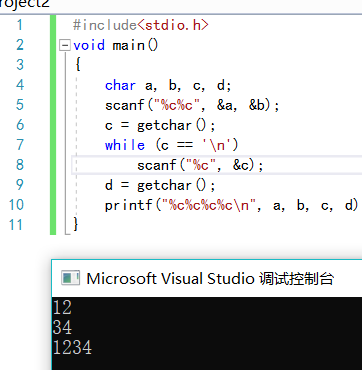 roject2
1 #include<stdio.h>
2 void main()
3 {
4 char a, b, c, d;
5 scanf("%c%c", &a, &b);
6 c = getchar();
7 while (c == '\n')
8 scanf("%c", &c);
9 d = getchar();
10 printf("%c%c%c%c\n", a, b, c, d)
11 }
Microsoft Visual Studio 调试控制台
12
34
1234